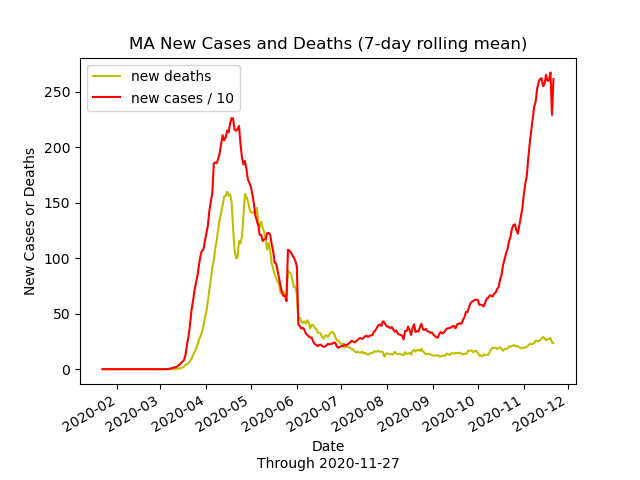 MA New Cases and Deaths (7-day rolling mean)
new deaths
new cases / 10
New Cases or Deaths
250
200
150
100
50
0
2020-02
2020-03
2020-04
2020-05
2020-06
2020-07
2020-08
2020-09
2020-10
2020-11
2020-12
Date
Through 2020-11-27